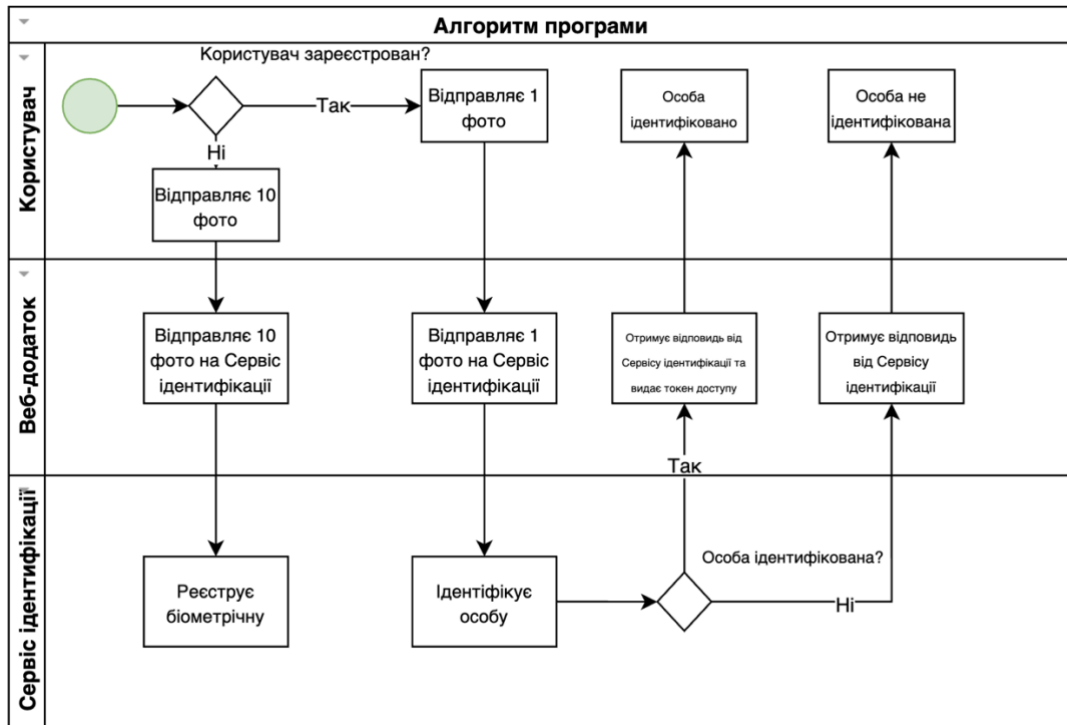 Алгоритм програми
Користувач
Користувач зареєстрован?
Так
Ні
Відправляє 1
фото
Особа
ідентифіковано
Особа не
ідентифікована
Відправляє 10
фото
Веб-додаток
Відправляє 10
фото на Сервіс
ідентифікації
Відправляє 1
фото на Сервіс
ідентифікації
Отримує відповидь від
Сервісу ідентифікації та
видає токен доступу
Отримує відповидь
від Сервісу
ідентифікації
Так
Сервіс ідентифікації
Реєструє
біометрічну
Ідентіфікує
особу
Особа ідентифікована?
Ні